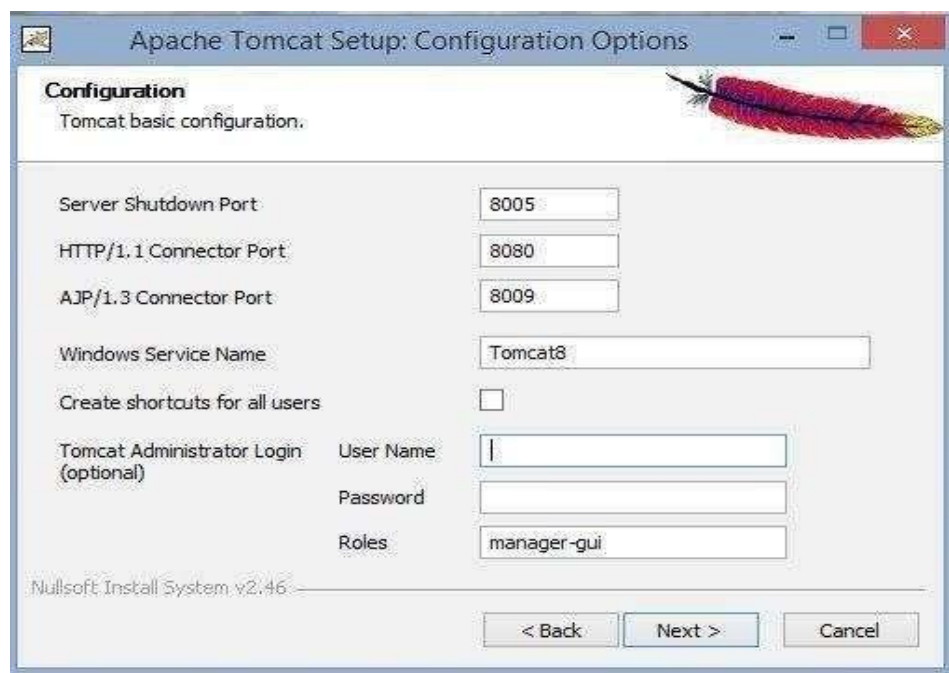 Apache Tomcat Setup: Configuration Options
Configuration
Tomcat basic configuration.
Server Shutdown Port 8005
HTTP/1.1 Connector Port 8080
AJP/1.3 Connector Port 8009
Windows Service Name Tomcat8
Create shortcuts for all users
Tomcat Administrator Login User Name
(optional)
Password
Roles manager-gui
Nullsoft Install System v2.46
< Back Next > Cancel